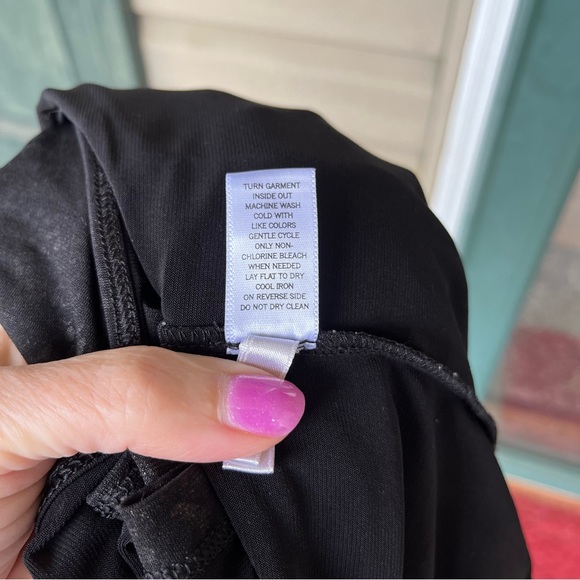 TURN GARMENT
INSIDE OUT
MACHINE WASH
COLD WITH
LIKE COLORS
GENTLE CYCLE
ONLY NON-
CHLORINE BLEACH
WHEN NEEDED
LAY FLAT TO DRY
COOL IRON
ON REVERSE SIDE
DO NOT DRY CLEAN